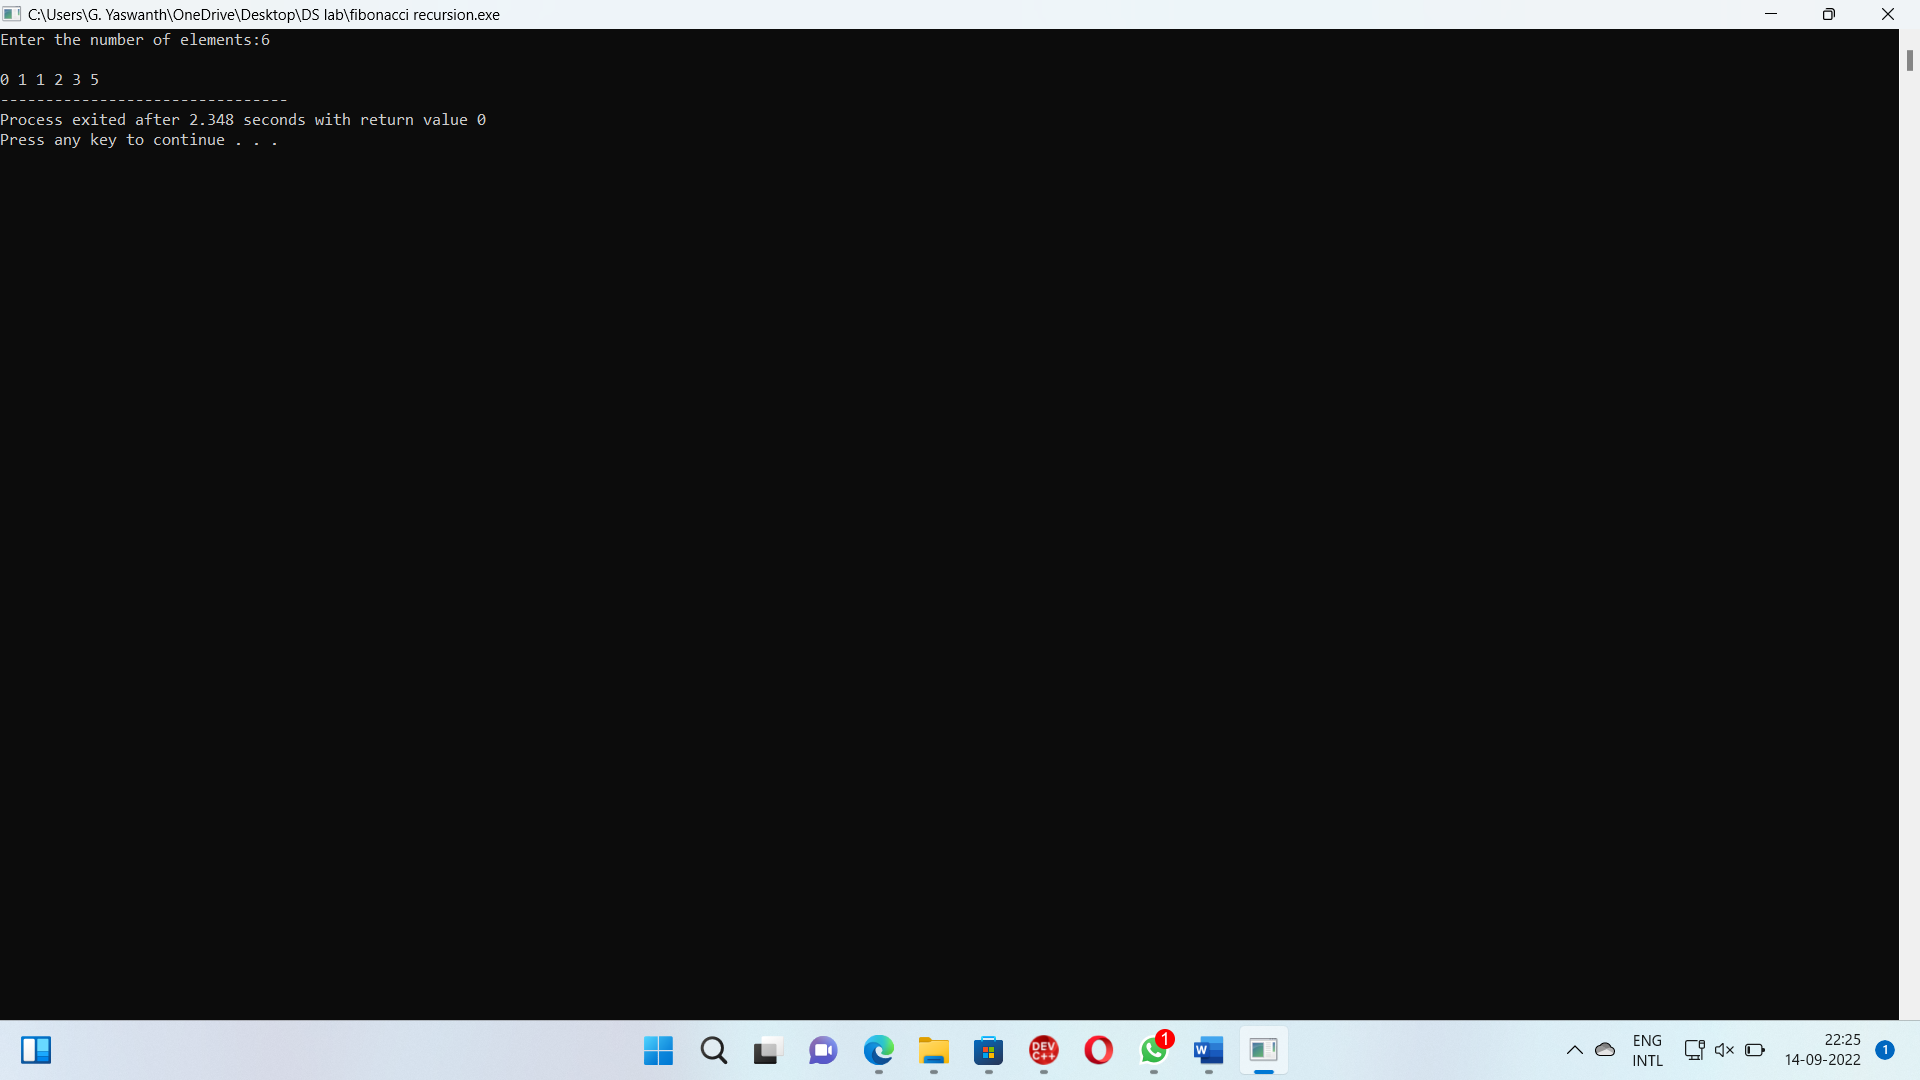 C:\Users\G. Yaswanth\OneDrive\Desktop\DS lab\fibonacci recursion.exe
Enter the number of elements:6
0 1 1 2 3 5
--------------------------------
Process exited after 2.348 seconds with return value 0
Press any key to continue . . .
DEV
C++
1
W
ENG
INTL
22:25
14-09-2022
1